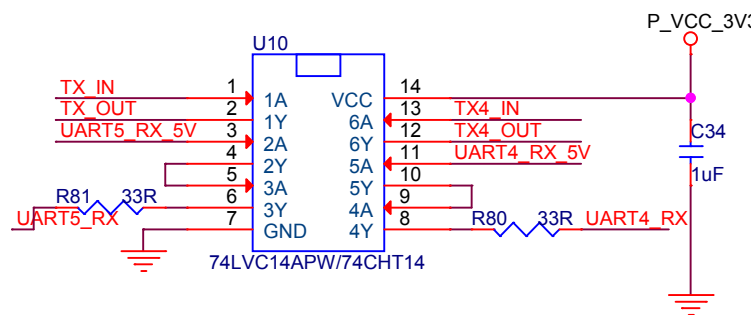 P_VCC_3V3
U10
TX_IN 1 1A VCC 14
TX_OUT 2 1Y 6A 13 TX4_IN
UART5_RX_5V 3 2A 6Y 12 TX4_OUT
4 2Y 5A 11 UART4_RX_5V
5 3A 5Y 10
R81 33R 6 3Y 4A 9
UART5_RX 7 GND 4Y 8 R80 33R UART4_RX
C34
1uF
74LVC14APW/74CHT14